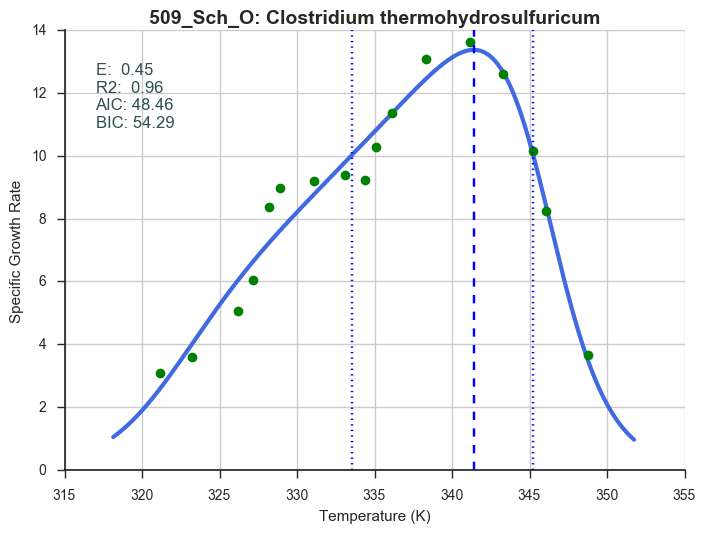 509_Sch_O: Clostridium thermohydrosulfuricum
E:  0.45
R2:  0.96
AIC: 48.46
BIC: 54.29
Specific Growth Rate
14
12
10
8
6
4
2
0
315 320 325 330 335 340 345 350 355
Temperature (K)